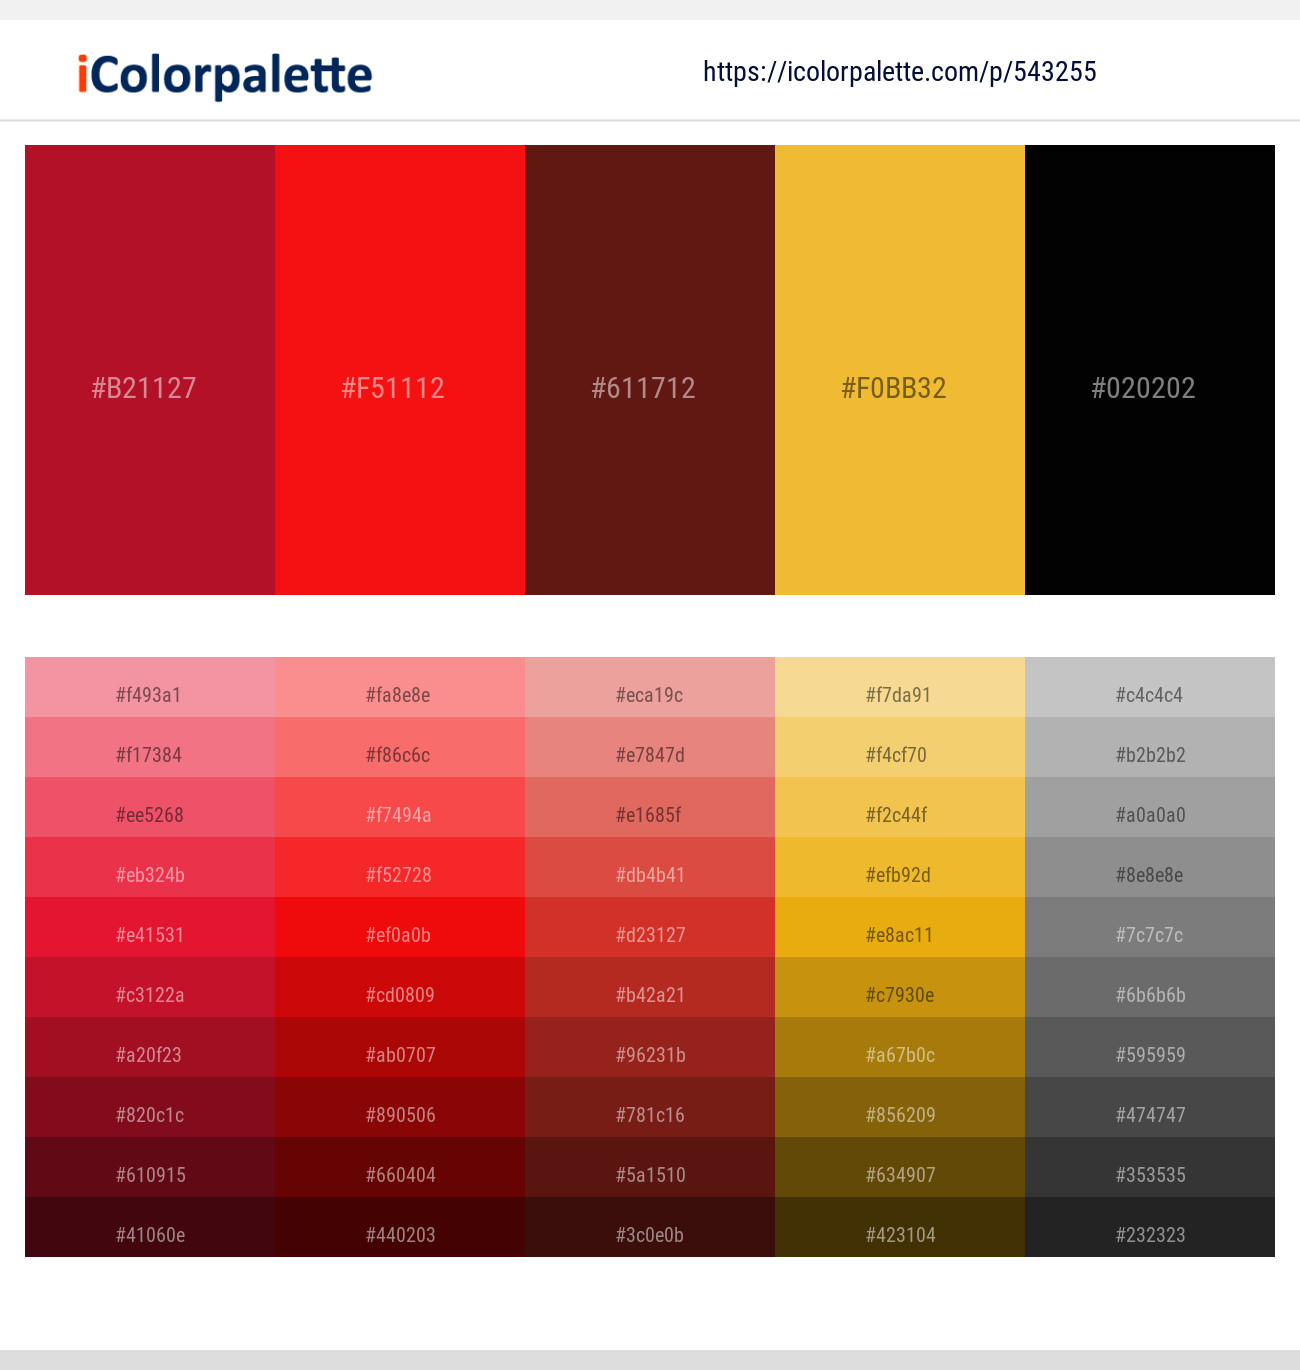 iColorpalette
https://icolorpalette.com/p/543255
#B21127 #F51112 #611712 #F0BB32 #020202
#f493a1 #fa8e8e #eca19c #f7da91 #c4c4c4
#f17384 #f86c6c #e7847d #f4cf70 #b2b2b2
#ee5268 #f7494a #e1685f #f2c44f #a0a0a0
#eb324b #f52728 #db4b41 #efb92d #8e8e8e
#e41531 #ef0a0b #d23127 #e8ac11 #7c7c7c
#c3122a #cd0809 #b42a21 #c7930e #6b6b6b
#a20f23 #ab0707 #96231b #a67b0c #595959
#820c1c #890506 #781c16 #856209 #474747
#610915 #660404 #5a1510 #634907 #353535
#41060e #440203 #3c0e0b #423104 #232323